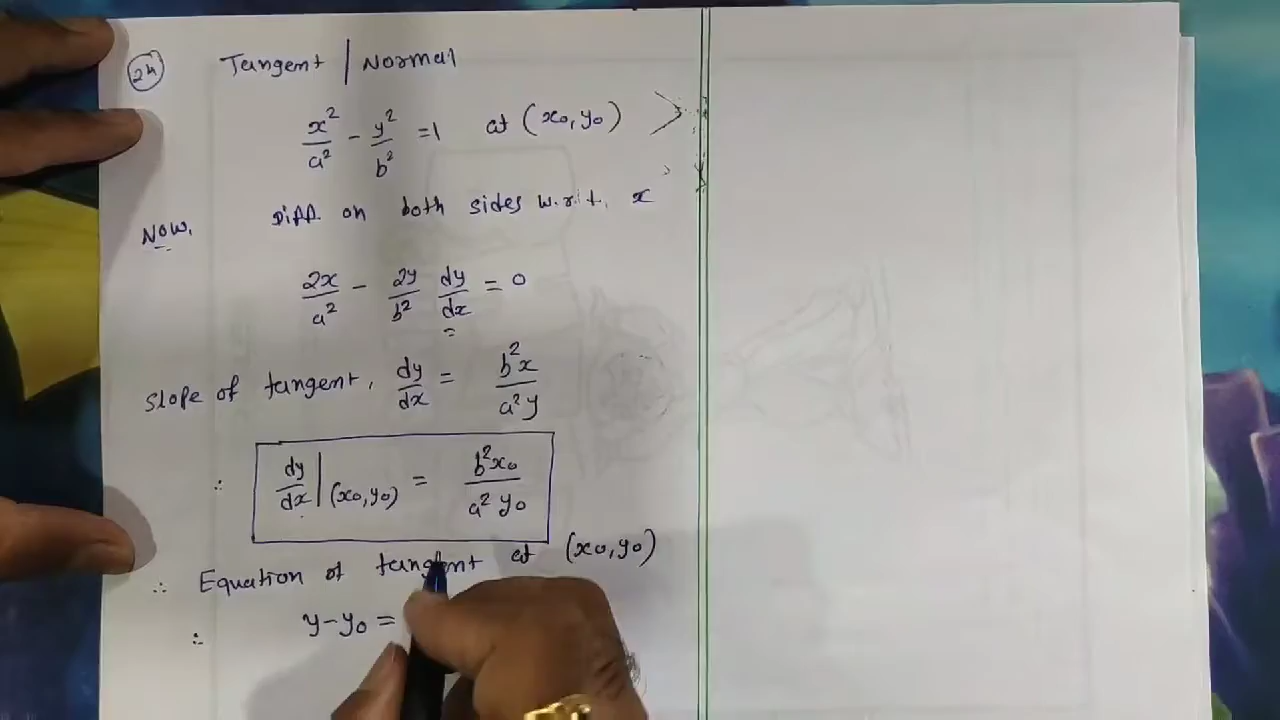 24 Tangent | Normal
x²/a² - y²/b² = 1 at (x₀, y₀)
Now, Diff. on both sides w.r.t. x
2x/a² - 2y/b² dy/dx = 0
Slope of tangent, dy/dx = b²x/a²y
∴ dy/dx|(x₀,y₀) = b²x₀/a²y₀
∴ Equation of tangent at (x₀, y₀)
∴ y-y₀ =